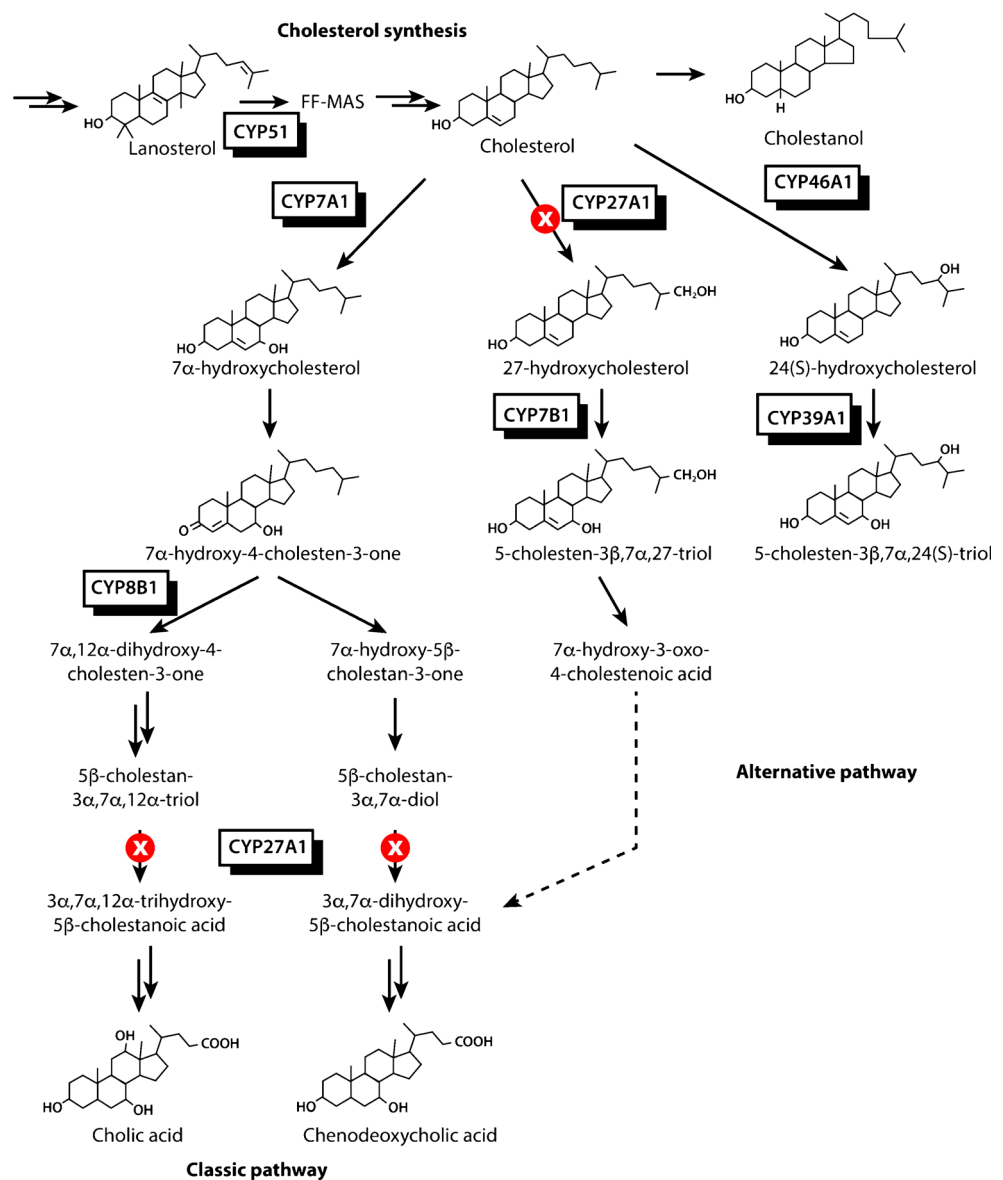 Cholesterol synthesis
HO
Lanosterol
CYP51
FF-MAS
HO
Cholesterol
HO
H
Cholestanol
CYP7A1
X
CYP27A1
CYP46A1
HO
OH
7α-hydroxycholesterol
CH2OH
HO
27-hydroxycholesterol
OH
HO
24(S)-hydroxycholesterol
CYP7B1
CYP39A1
O
OH
7α-hydroxy-4-cholesten-3-one
CH2OH
HO
OH
5-cholesten-3β,7α,27-triol
OH
HO
OH
5-cholesten-3β,7α,24(S)-triol
CYP8B1
7α,12α-dihydroxy-4-
cholesten-3-one
7α-hydroxy-5β-
cholestan-3-one
7α-hydroxy-3-oxo-
4-cholestenoic acid
5β-cholestan-
3α,7α,12α-triol
5β-cholestan-
3α,7α-diol
Alternative pathway
X
CYP27A1
X
3α,7α,12α-trihydroxy-
5β-cholestanoic acid
3α,7α-dihydroxy-
5β-cholestanoic acid
OH
COOH
HO
OH
Cholic acid
COOH
HO
OH
Chenodeoxycholic acid
Classic pathway